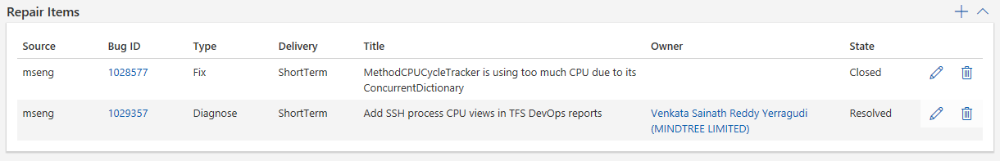 Repair Items
Source Bug ID Type Delivery Title Owner State
mseng 1028577 Fix ShortTerm MethodCPUCycleTracker is using too much CPU due to its Closed
ConcurrentDictionary
mseng 1029357 Diagnose ShortTerm Add SSH process CPU views in TFS DevOps reports Venkata Sainath Reddy Yerragudi Resolved
(MINDTREE LIMITED)